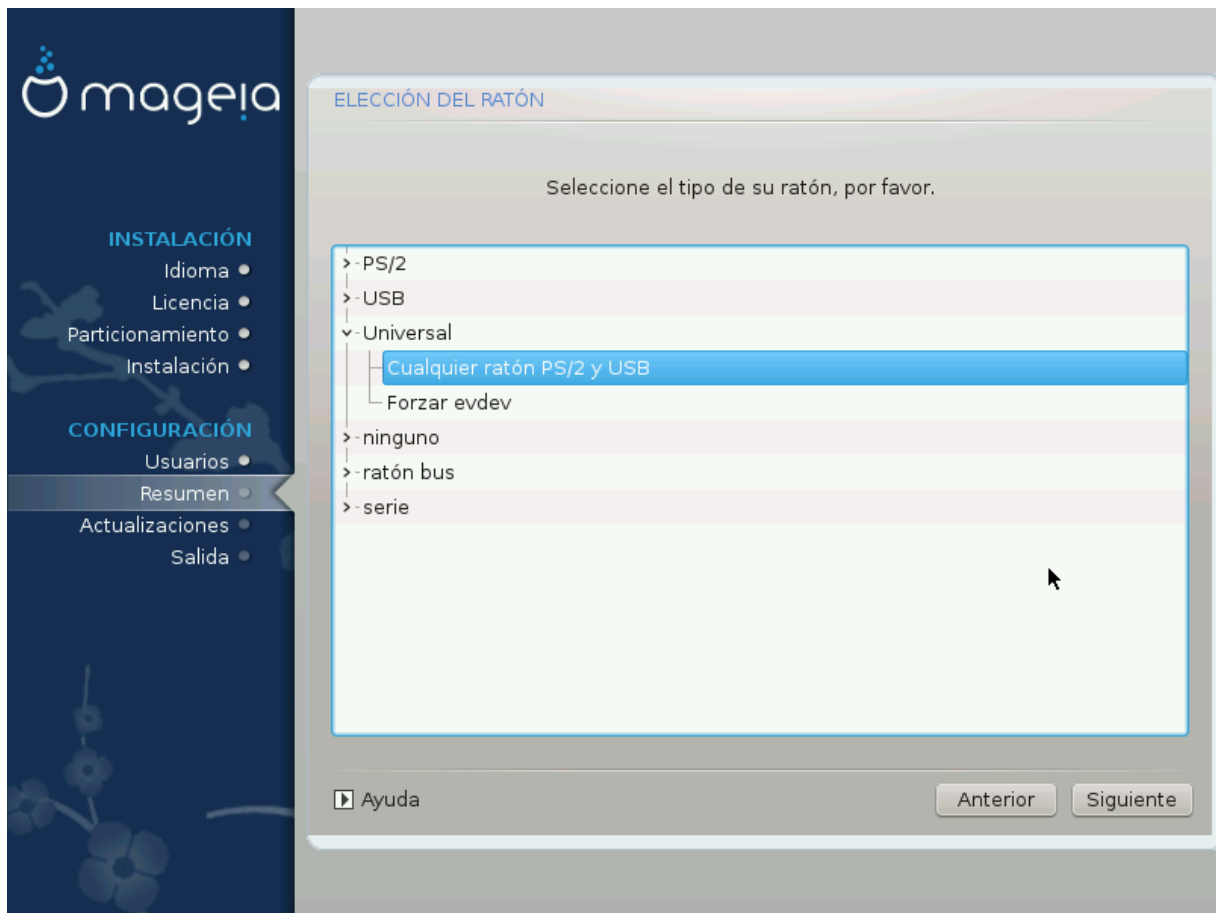 mageia
INSTALACIÓN
Idioma
Licencia
Particionamiento
Instalación
CONFIGURACIÓN
Usuarios
Resumen
Actualizaciones
Salida
ELECCIÓN DEL RATÓN
Seleccione el tipo de su ratón, por favor.
PS/2
USB
Universal
Cualquier ratón PS/2 y USB
Forzar evdev
ninguno
ratón bus
serie
Ayuda
Anterior
Siguiente